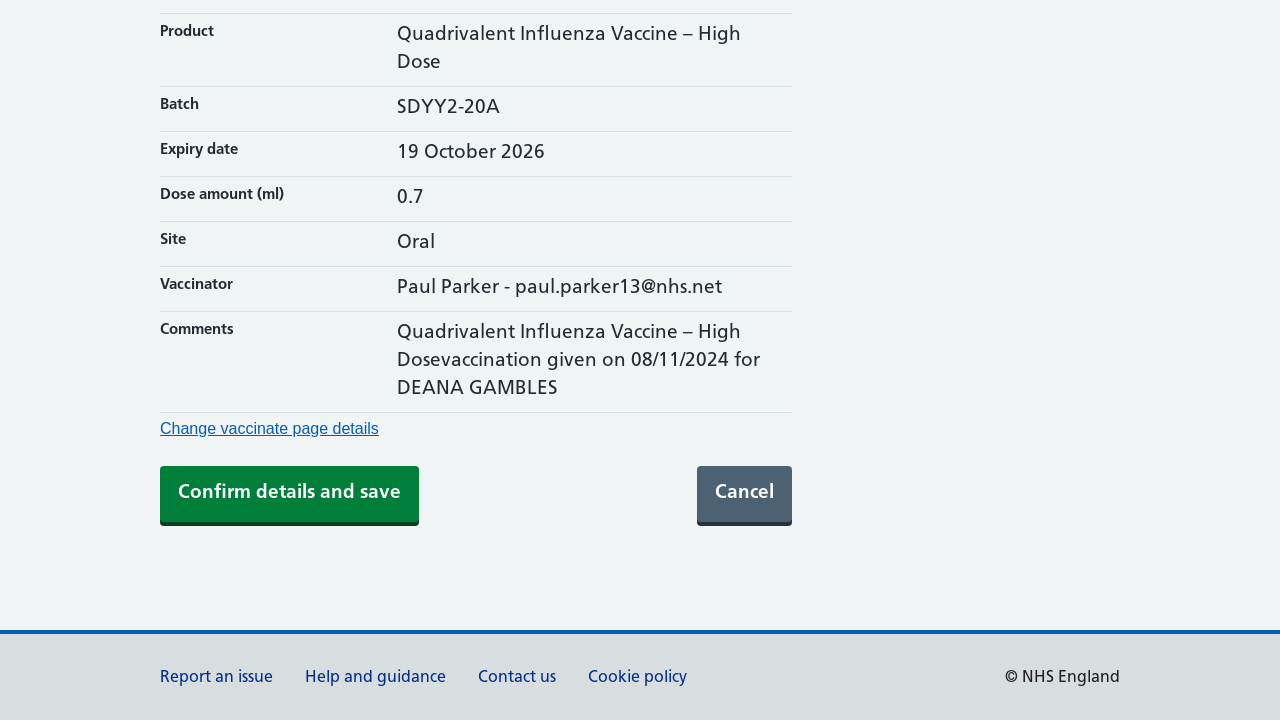 Product
Quadrivalent Influenza Vaccine – High
Dose
Batch
SDYY2-20A
Expiry date
19 October 2026
Dose amount (ml)
0.7
Site
Oral
Vaccinator
Paul Parker - paul.parker13@nhs.net
Comments
Quadrivalent Influenza Vaccine – High
Dosevaccination given on 08/11/2024 for
DEANA GAMBLES
Change vaccinate page details
Confirm details and save
Cancel
Report an issue
Help and guidance
Contact us
Cookie policy
© NHS England